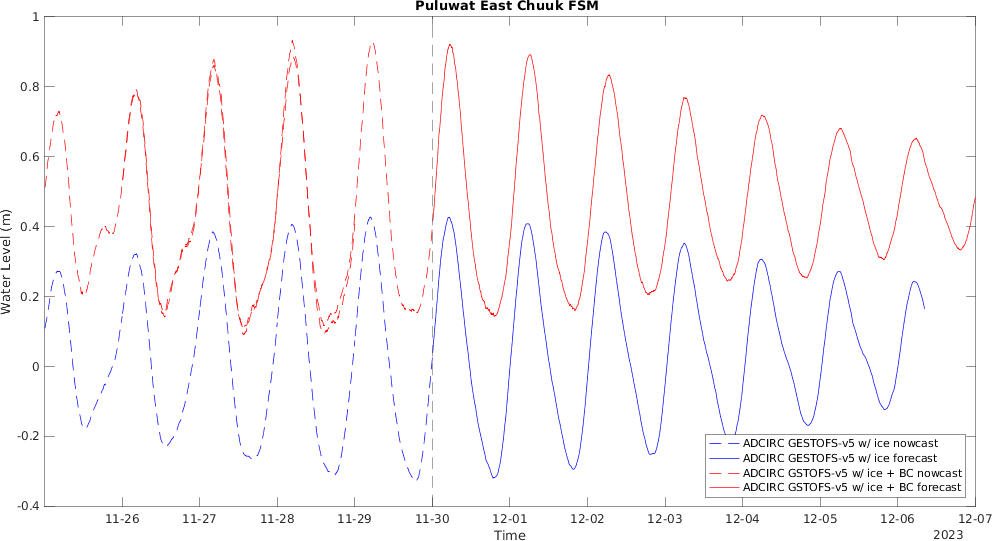 Puluwat East Chuuk FSM
Water Level (m)
1
0.8
0.6
0.4
0.2
0
-0.2
-0.4
ADCIRC GESTOFS-v5 w/ ice nowcast
ADCIRC GESTOFS-v5 w/ ice forecast
ADCIRC GSTOFS-v5 w/ ice + BC nowcast
ADCIRC GSTOFS-v5 w/ ice + BC forecast
11-26 11-27 11-28 11-29 11-30 12-01 12-02 12-03 12-04 12-05 12-06 12-07
Time
2023